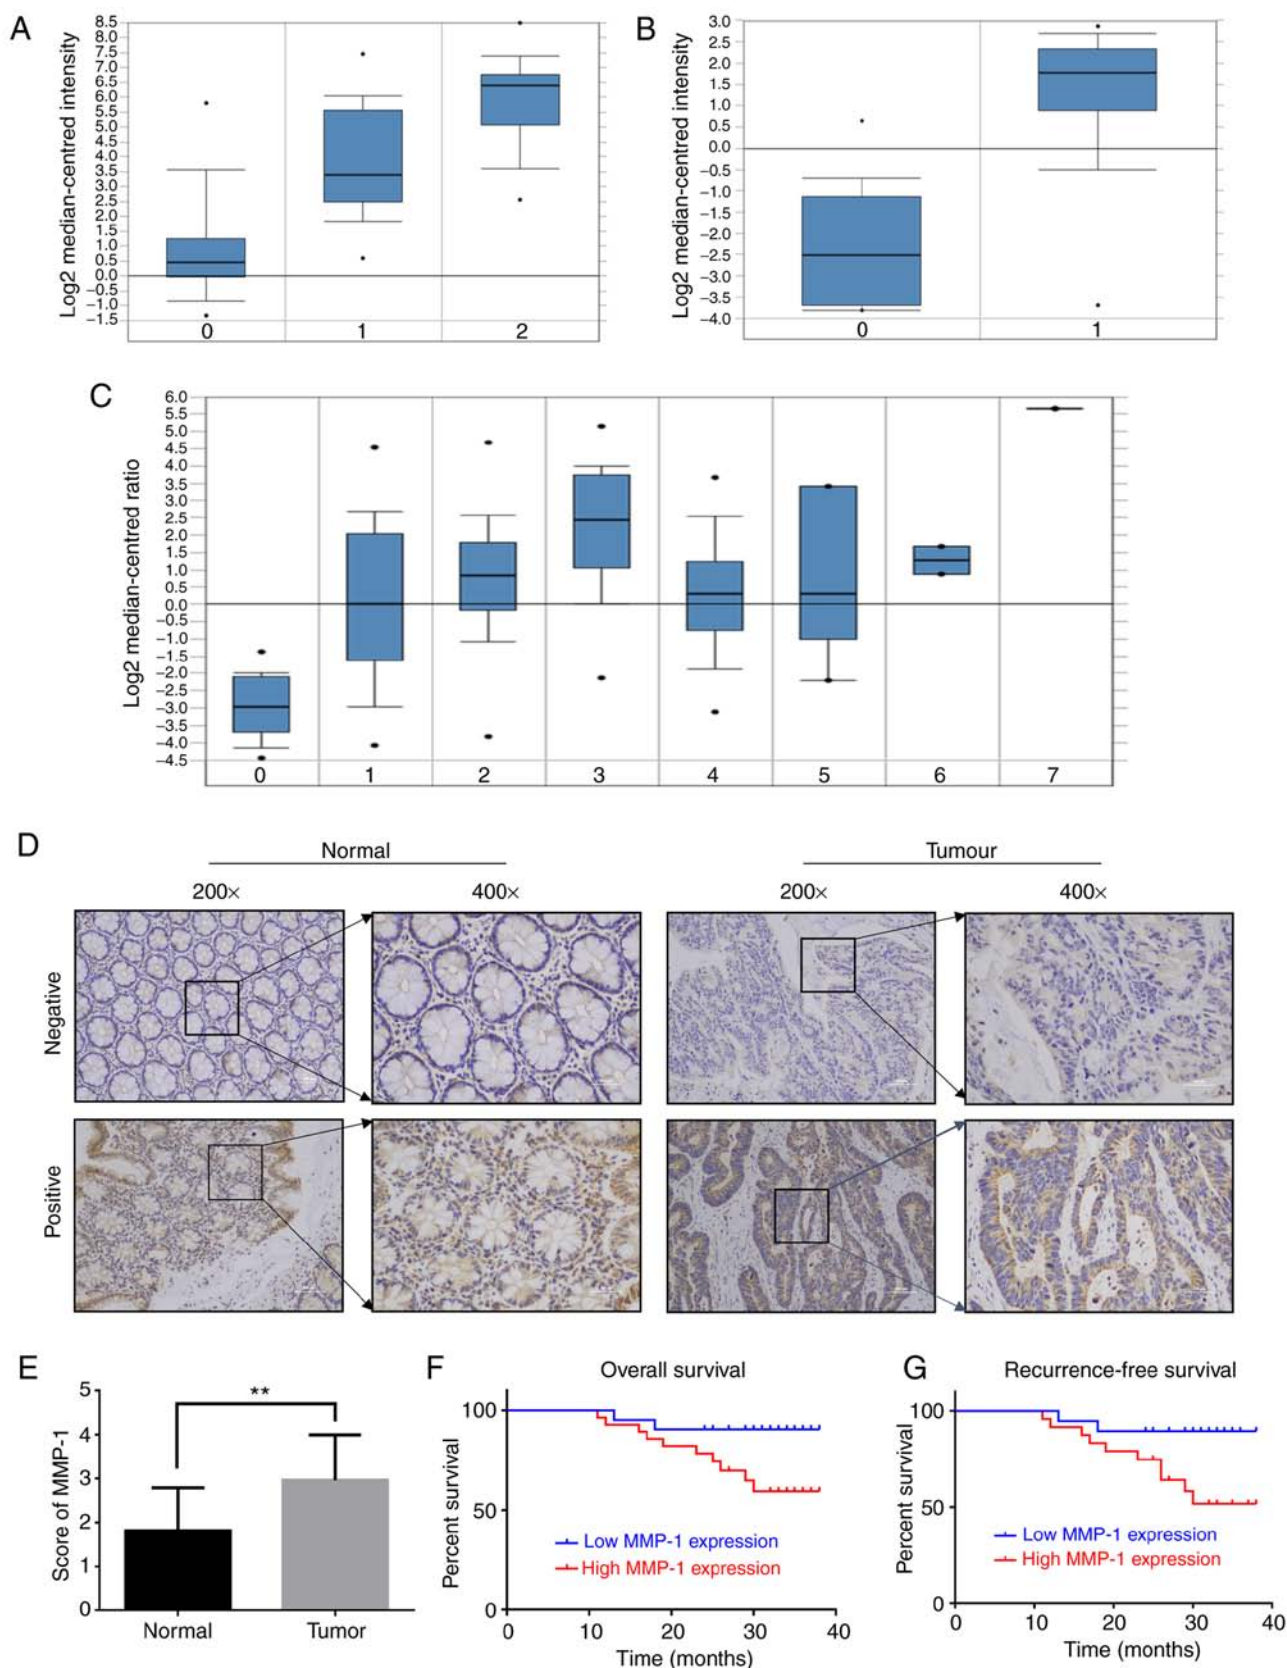 A
Log2 median-centred intensity
8.5
8.0
7.5
7.0
6.5
6.0
5.5
5.0
4.5
4.0
3.5
3.0
2.5
2.0
1.5
1.0
0.5
0.0
−0.5
−1.0
−1.5
0 1 2
B
Log2 median-centred intensity
3.0
2.5
2.0
1.5
1.0
0.5
0.0
−0.5
−1.0
−1.5
−2.0
−2.5
−3.0
−3.5
−4.0
0 1
C
Log2 median-centred ratio
6.0
5.5
5.0
4.5
4.0
3.5
3.0
2.5
2.0
1.5
1.0
0.5
0.0
−0.5
−1.0
−1.5
−2.0
−2.5
−3.0
−3.5
−4.0
−4.5
0 1 2 3 4 5 6 7
D
Normal Tumour
200× 400× 200× 400×
Negative
Positive
E
Score of MMP-1
5
4
3
2
1
0
**
Normal Tumor
F
Overall survival
Percent survival
100
50
0
Low MMP-1 expression
High MMP-1 expression
0 10 20 30 40
Time (months)
G
Recurrence-free survival
Percent survival
100
50
0
Low MMP-1 expression
High MMP-1 expression
0 10 20 30 40
Time (months)